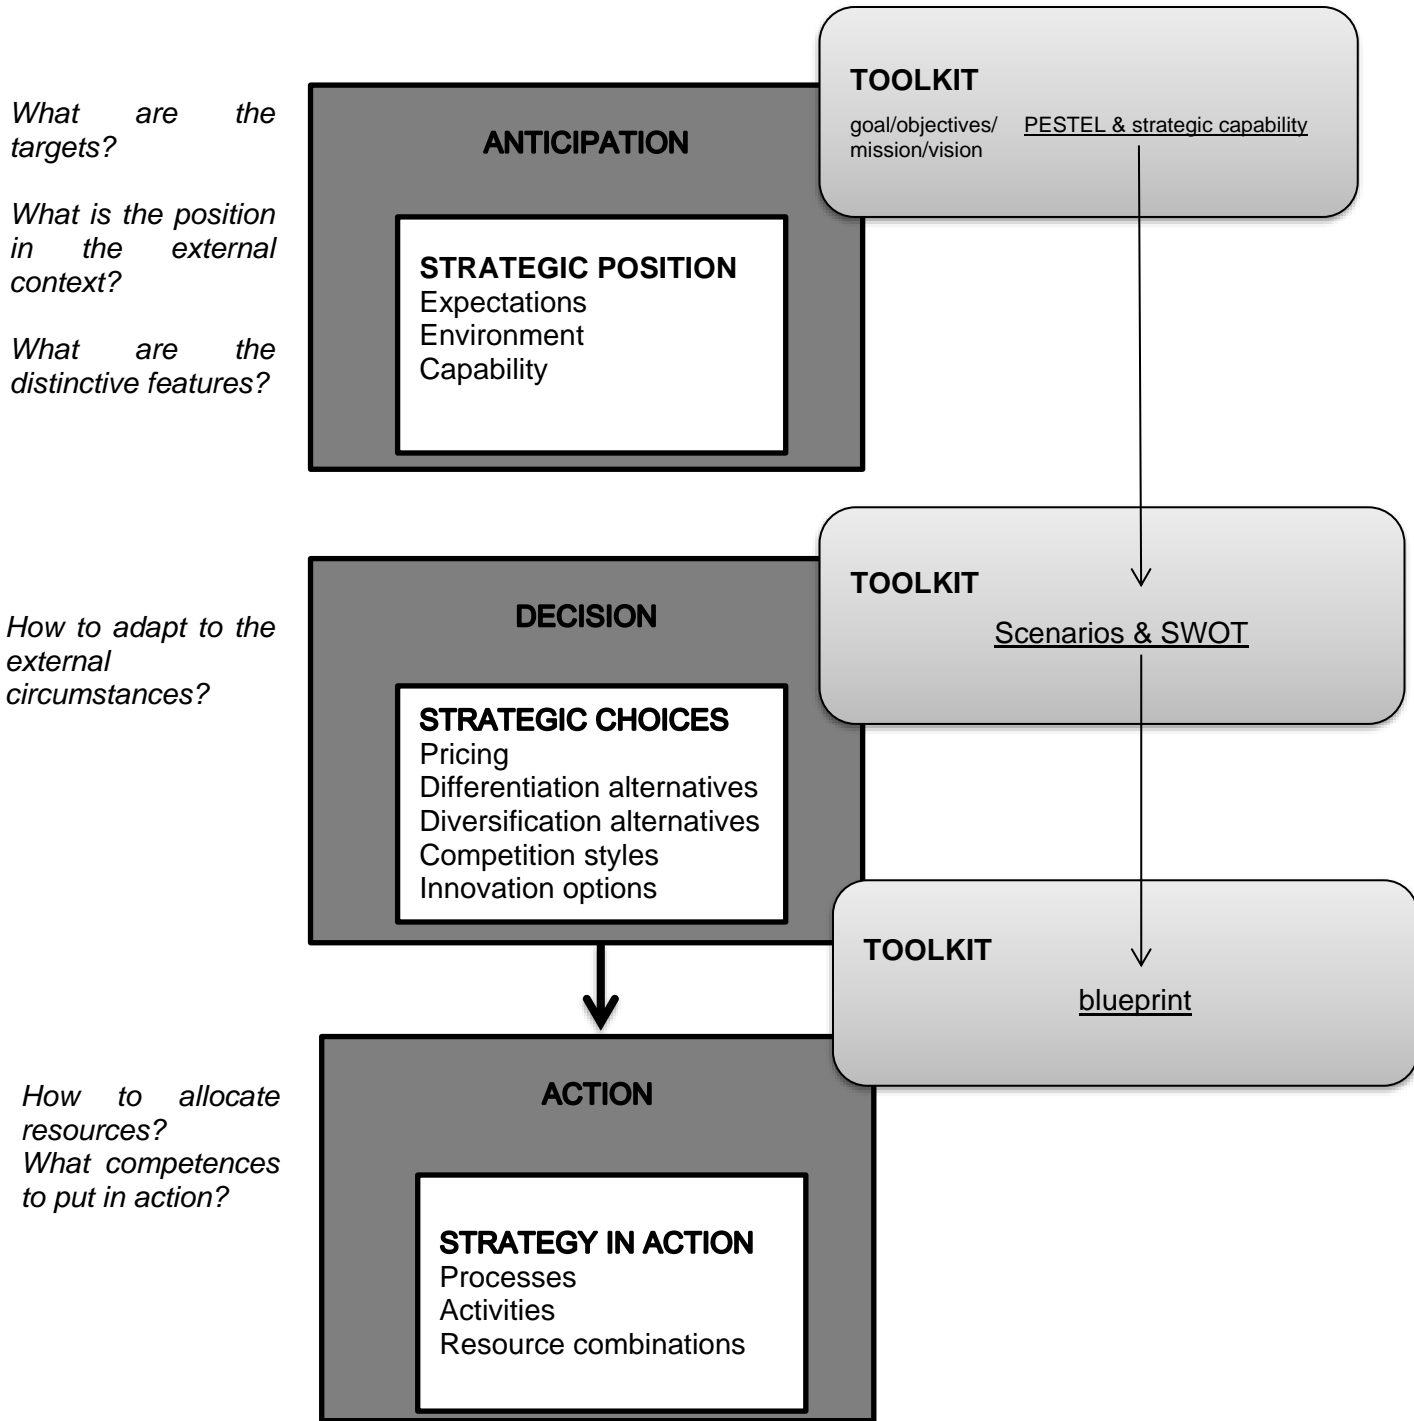 What are the
targets?
What is the position
in the external
context?
What are the
distinctive features?
ANTICIPATION
STRATEGIC POSITION
Expectations
Environment
Capability
TOOLKIT
goal/objectives/
mission/vision
PESTEL & strategic capability
How to adapt to the
external
circumstances?
DECISION
STRATEGIC CHOICES
Pricing
Differentiation alternatives
Diversification alternatives
Competition styles
Innovation options
TOOLKIT
Scenarios & SWOT
How to allocate
resources?
What competences
to put in action?
ACTION
STRATEGY IN ACTION
Processes
Activities
Resource combinations
TOOLKIT
blueprint